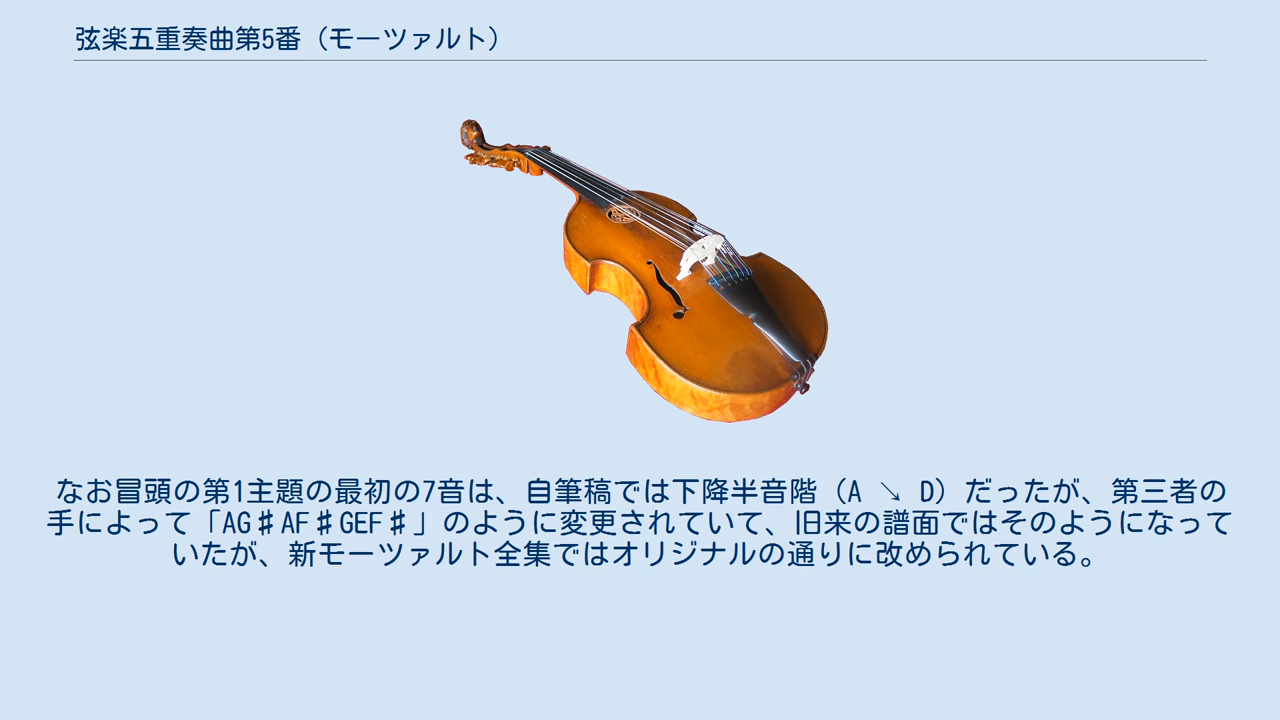 弦楽五重奏曲第5番（モーツァルト）
なお冒頭の第1主題の最初の7音は、自筆稿では下降半音階（A ↘ D）だったが、第三者の
手によって「AG♯AF♯GEF♯」のように変更されていて、旧来の譜面ではそのようになって
いたが、新モーツァルト全集ではオリジナルの通りに改められている。